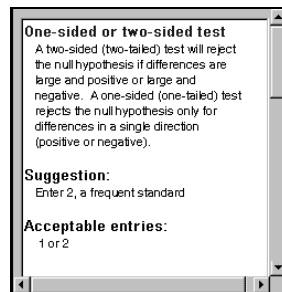 One-sided or two-sided test
A two-sided (two-tailed) test will reject
the null hypothesis if differences are
large and positive or large and
negative. A one-sided (one-tailed) test
rejects the null hypothesis only for
differences in a single direction
(positive or negative).
Suggestion:
Enter 2, a frequent standard
Acceptable entries:
1 or 2